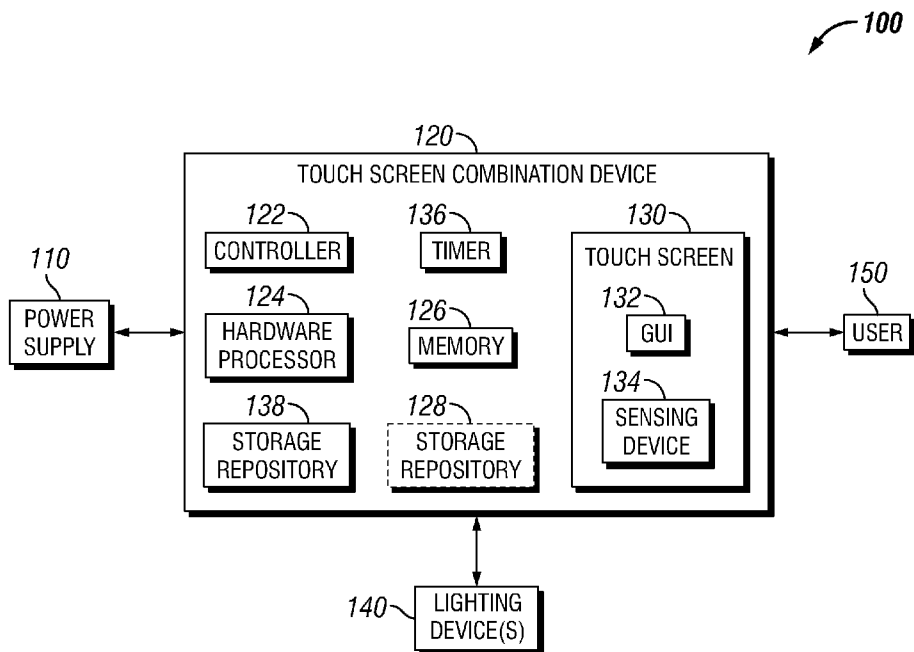 100
120
TOUCH SCREEN COMBINATION DEVICE
122
CONTROLLER
136
TIMER
130
TOUCH SCREEN
110
POWER
SUPPLY
124
HARDWARE
PROCESSOR
126
MEMORY
132
GUI
150
USER
138
STORAGE
REPOSITORY
128
STORAGE
REPOSITORY
134
SENSING
DEVICE
140
LIGHTING
DEVICE(S)